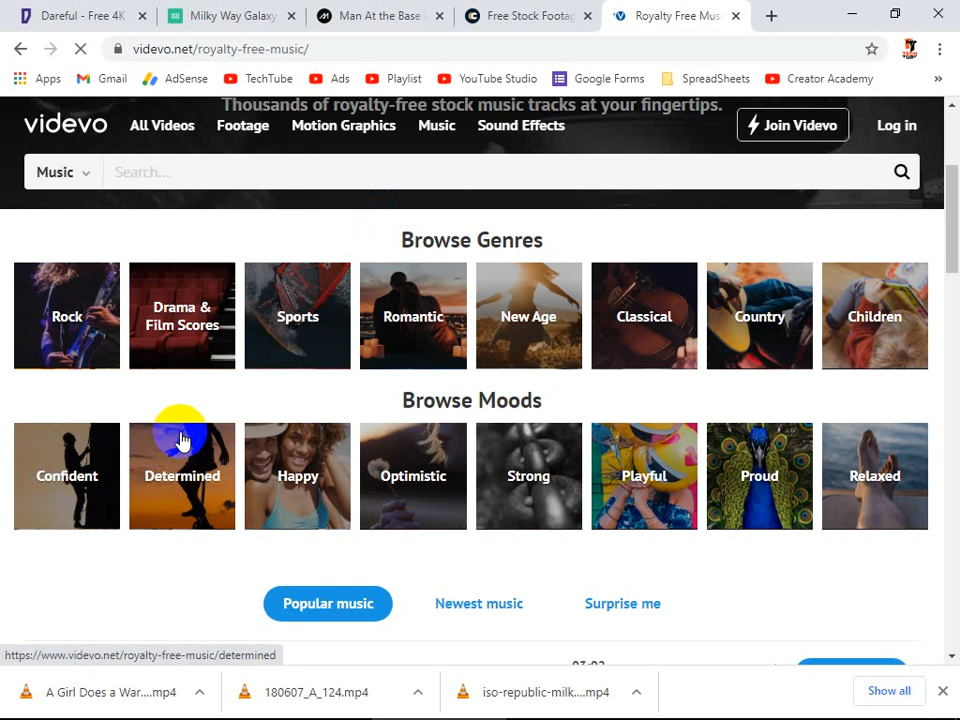 Dareful - Free 4K
Milky Way Galaxy
Man At the Base
Free Stock Footag
Royalty Free Mus
videvo.net/royalty-free-music/
Apps
Gmail
AdSense
TechTube
Ads
Playlist
YouTube Studio
Google Forms
SpreadSheets
Creator Academy
»
Thousands of royalty-free stock music tracks at your fingertips.
videvo
All Videos
Footage
Motion Graphics
Music
Sound Effects
Join Videvo
Log in
Music
Search...
Browse Genres
Rock
Drama &
Film Scores
Sports
Romantic
New Age
Classical
Country
Children
Browse Moods
Confident
Determined
Happy
Optimistic
Strong
Playful
Proud
Relaxed
Popular music
Newest music
Surprise me
03:02
https://www.videvo.net/royalty-free-music/determined
A Girl Does a War....mp4
180607_A_124.mp4
iso-republic-milk....mp4
Show all